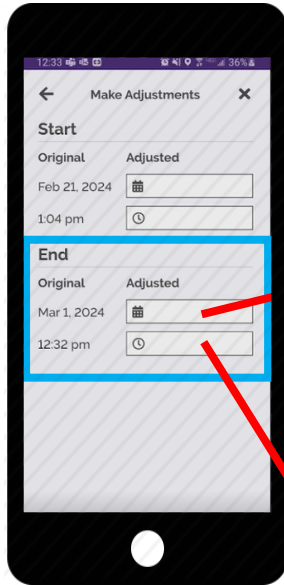 12:33 36%
Make Adjustments
Start
Original Adjusted
Feb 21, 2024
1:04 pm
End
Original Adjusted
Mar 1, 2024
12:32 pm